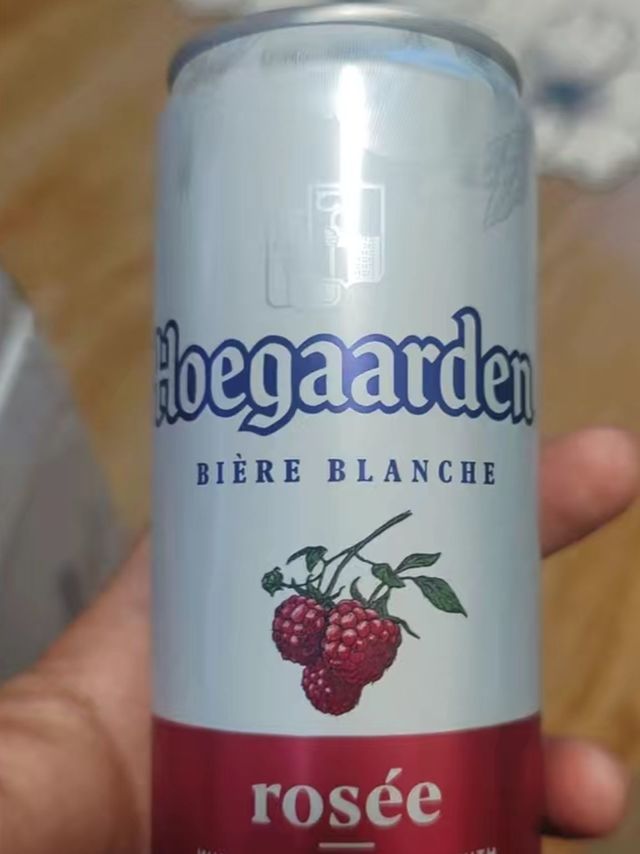 Hoegaarden
BIÈRE BLANCHE
rosée